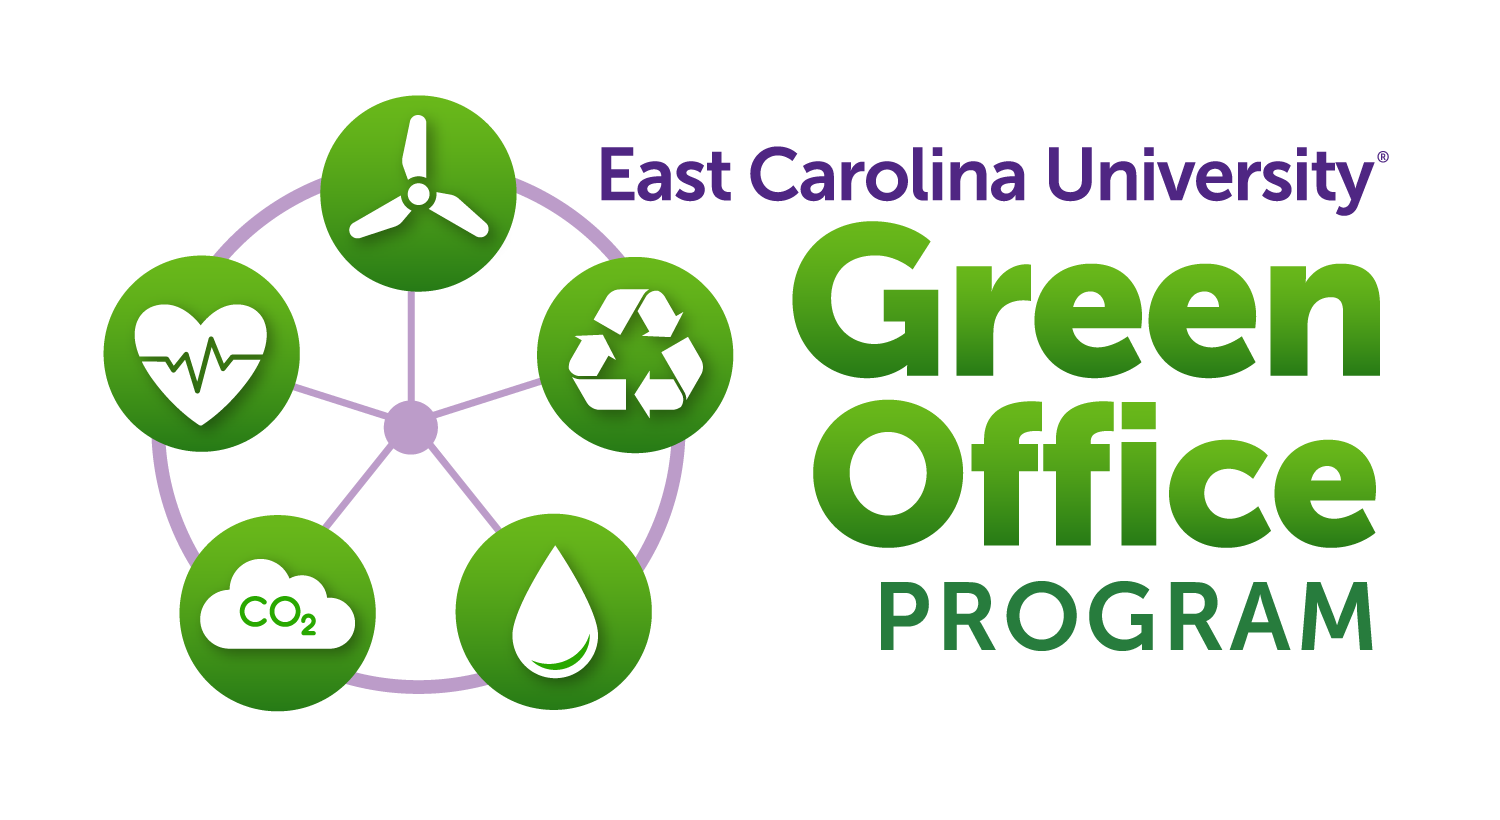 East Carolina University®
Green
Office
PROGRAM
CO2